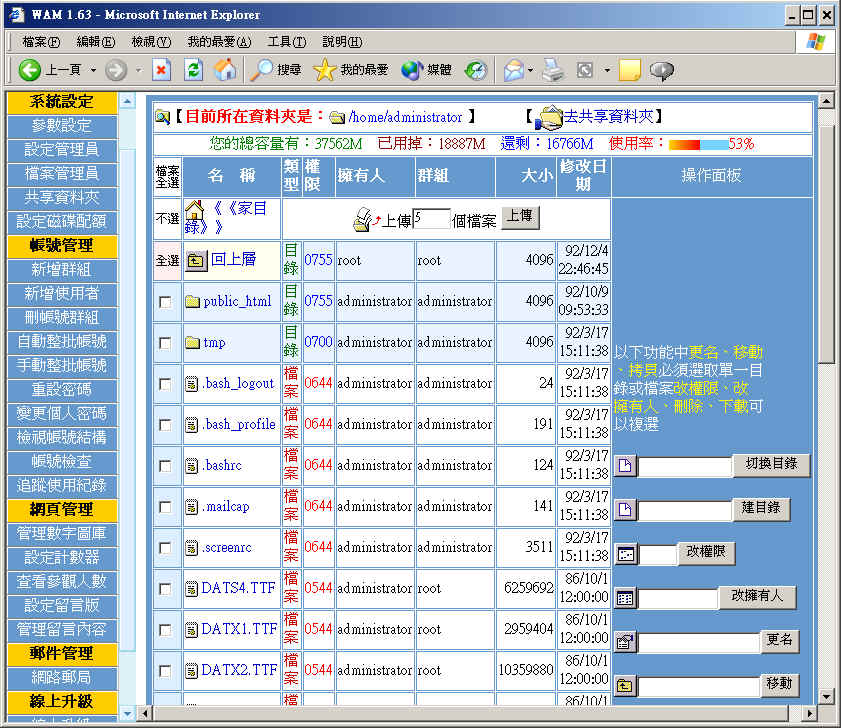 WAM 1.63 - Microsoft Internet Explorer
檔案(F) 編輯(E) 檢視(V) 我的最愛(A) 工具(T) 說明(H)
上一頁 搜尋 我的最愛 媒體
系統設定
參數設定
設定管理員
檔案管理員
共享資料夾
設定磁碟配額
帳號管理
新增群組
新增使用者
刪帳號群組
自動整批帳號
手動整批帳號
重設密碼
變更個人密碼
檢視帳號結構
帳號檢查
追蹤使用紀錄
網頁管理
管理數字圖庫
設定計數器
查看參觀人數
設定留言版
管理留言內容
郵件管理
網路郵局
線上升級
線上升級
【目前所在資料夾是： /home/administrator 】 【 去共享資料夾】
您的總容量有：37562M 已用掉：18887M 還剩：16766M 使用率： 53%
檔案全選 名 稱 類型 權限 擁有人 群組 大小 修改日期 操作面板
不選 《《家目錄》》 上傳 5 個檔案 上傳
全選 回上層 目錄 0755 root root 4096 92/12/4 22:46:45
public_html 目錄 0755 administrator administrator 4096 92/10/9 09:53:33
tmp 目錄 0700 administrator administrator 4096 92/3/17 15:11:38
.bash_logout 檔案 0644 administrator administrator 24 92/3/17 15:11:38
.bash_profile 檔案 0644 administrator administrator 191 92/3/17 15:11:38
.bashrc 檔案 0644 administrator administrator 124 92/3/17 15:11:38
.mailcap 檔案 0644 administrator administrator 141 92/3/17 15:11:38
.screenrc 檔案 0644 administrator administrator 3511 92/3/17 15:11:38
DATS4.TTF 檔案 0544 administrator root 6259692 86/10/1 12:00:00
DATX1.TTF 檔案 0544 administrator root 2959404 86/10/1 12:00:00
DATX2.TTF 檔案 0544 administrator root 10359880 86/10/1 12:00:00
檔 86/10/1
以下功能中更名、移動
、拷貝必須選取單一目
錄或檔案改權限、改
擁有人、刪除、下載可
以複選
切換目錄
建目錄
改權限
改擁有人
更名
移動